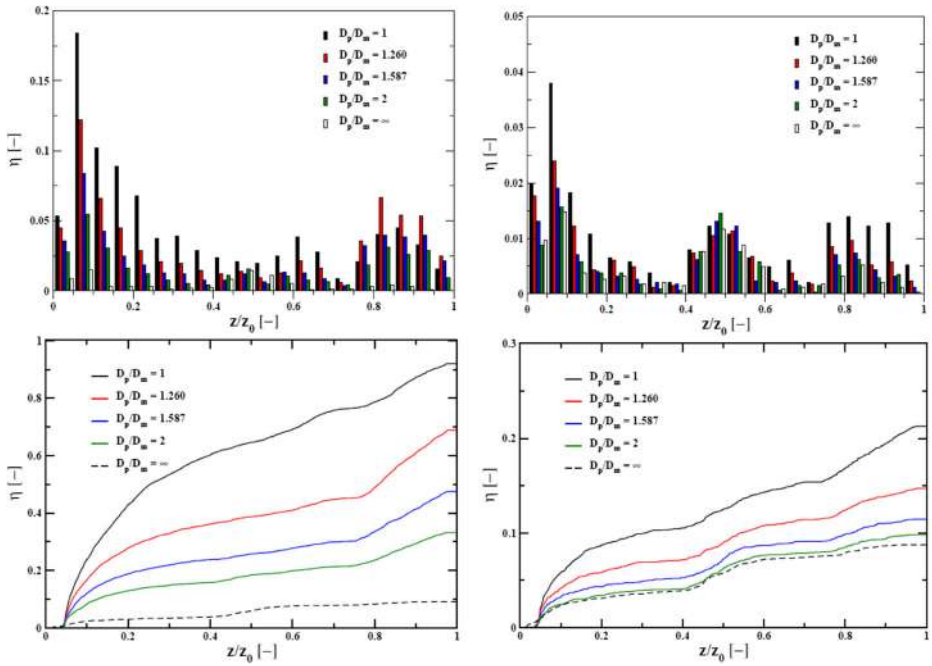 0.2
0.15
0.1
0.05
0
η [−]
D_p/D_m = 1
D_p/D_m = 1.260
D_p/D_m = 1.587
D_p/D_m = 2
D_p/D_m = ∞
0 0.2 0.4 0.6 0.8 1
z/z_0 [−]
0.05
0.04
0.03
0.02
0.01
0
η [−]
D_p/D_m = 1
D_p/D_m = 1.260
D_p/D_m = 1.587
D_p/D_m = 2
D_p/D_m = ∞
0 0.2 0.4 0.6 0.8 1
z/z_0 [−]
1
0.8
0.6
0.4
0.2
0
η [−]
D_p/D_m = 1
D_p/D_m = 1.260
D_p/D_m = 1.587
D_p/D_m = 2
D_p/D_m = ∞
0 0.2 0.4 0.6 0.8 1
z/z_0 [−]
0.3
0.2
0.1
0
η [−]
D_p/D_m = 1
D_p/D_m = 1.260
D_p/D_m = 1.587
D_p/D_m = 2
D_p/D_m = ∞
0 0.2 0.4 0.6 0.8 1
z/z_0 [−]